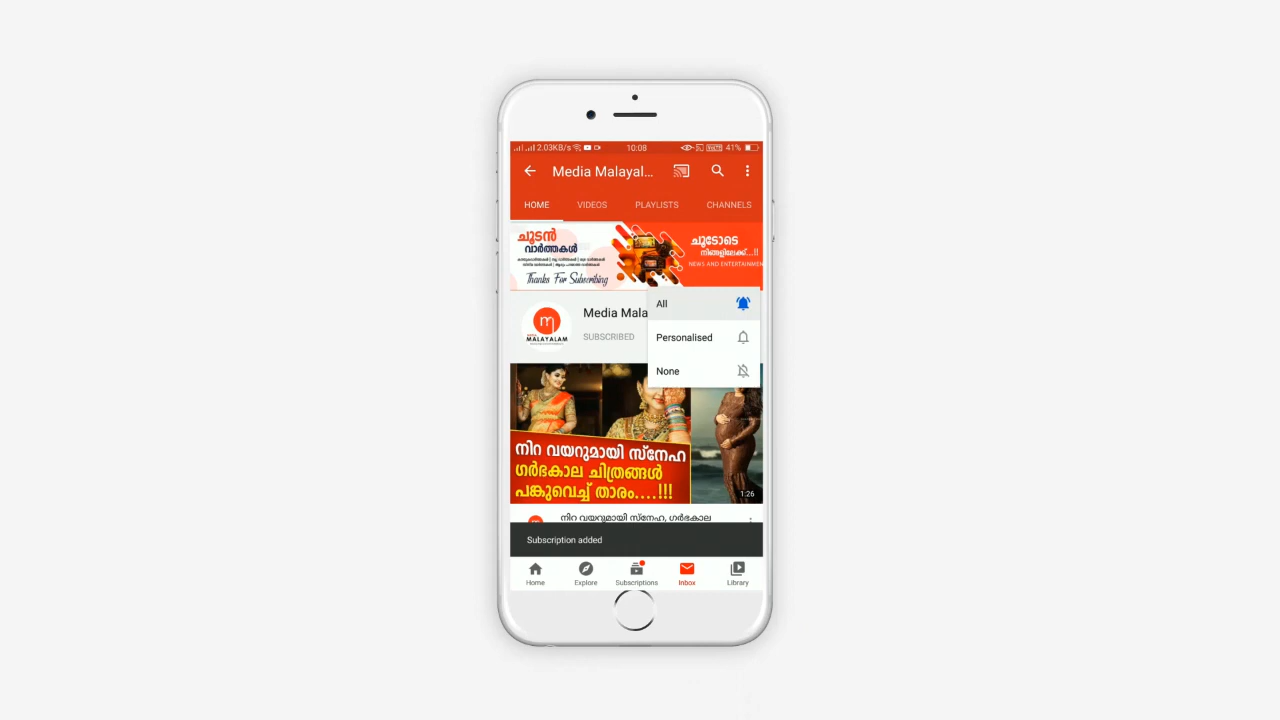 2.03KB/s 10:08 41%
Media Malayal...
HOME VIDEOS PLAYLISTS CHANNELS
ചൂടൻ
വാർത്തകൾ
Thanks For Subscribing
ചൂടോടെ
നിങ്ങളിലേക്ക്...!!
NEWS AND ENTERTAINMEN
All
Media Mala
SUBSCRIBED
Personalised
None
MALAYALAM
നിറ വയറുമായി സ്നേഹ
ഗർഭകാല ചിത്രങ്ങൾ
പങ്കുവെച്ച് താരം....!!!
1:26
നിറ വയറുമായി സ്നേഹ, ഗർഭകാല
Subscription added
Home Explore Subscriptions Inbox Library